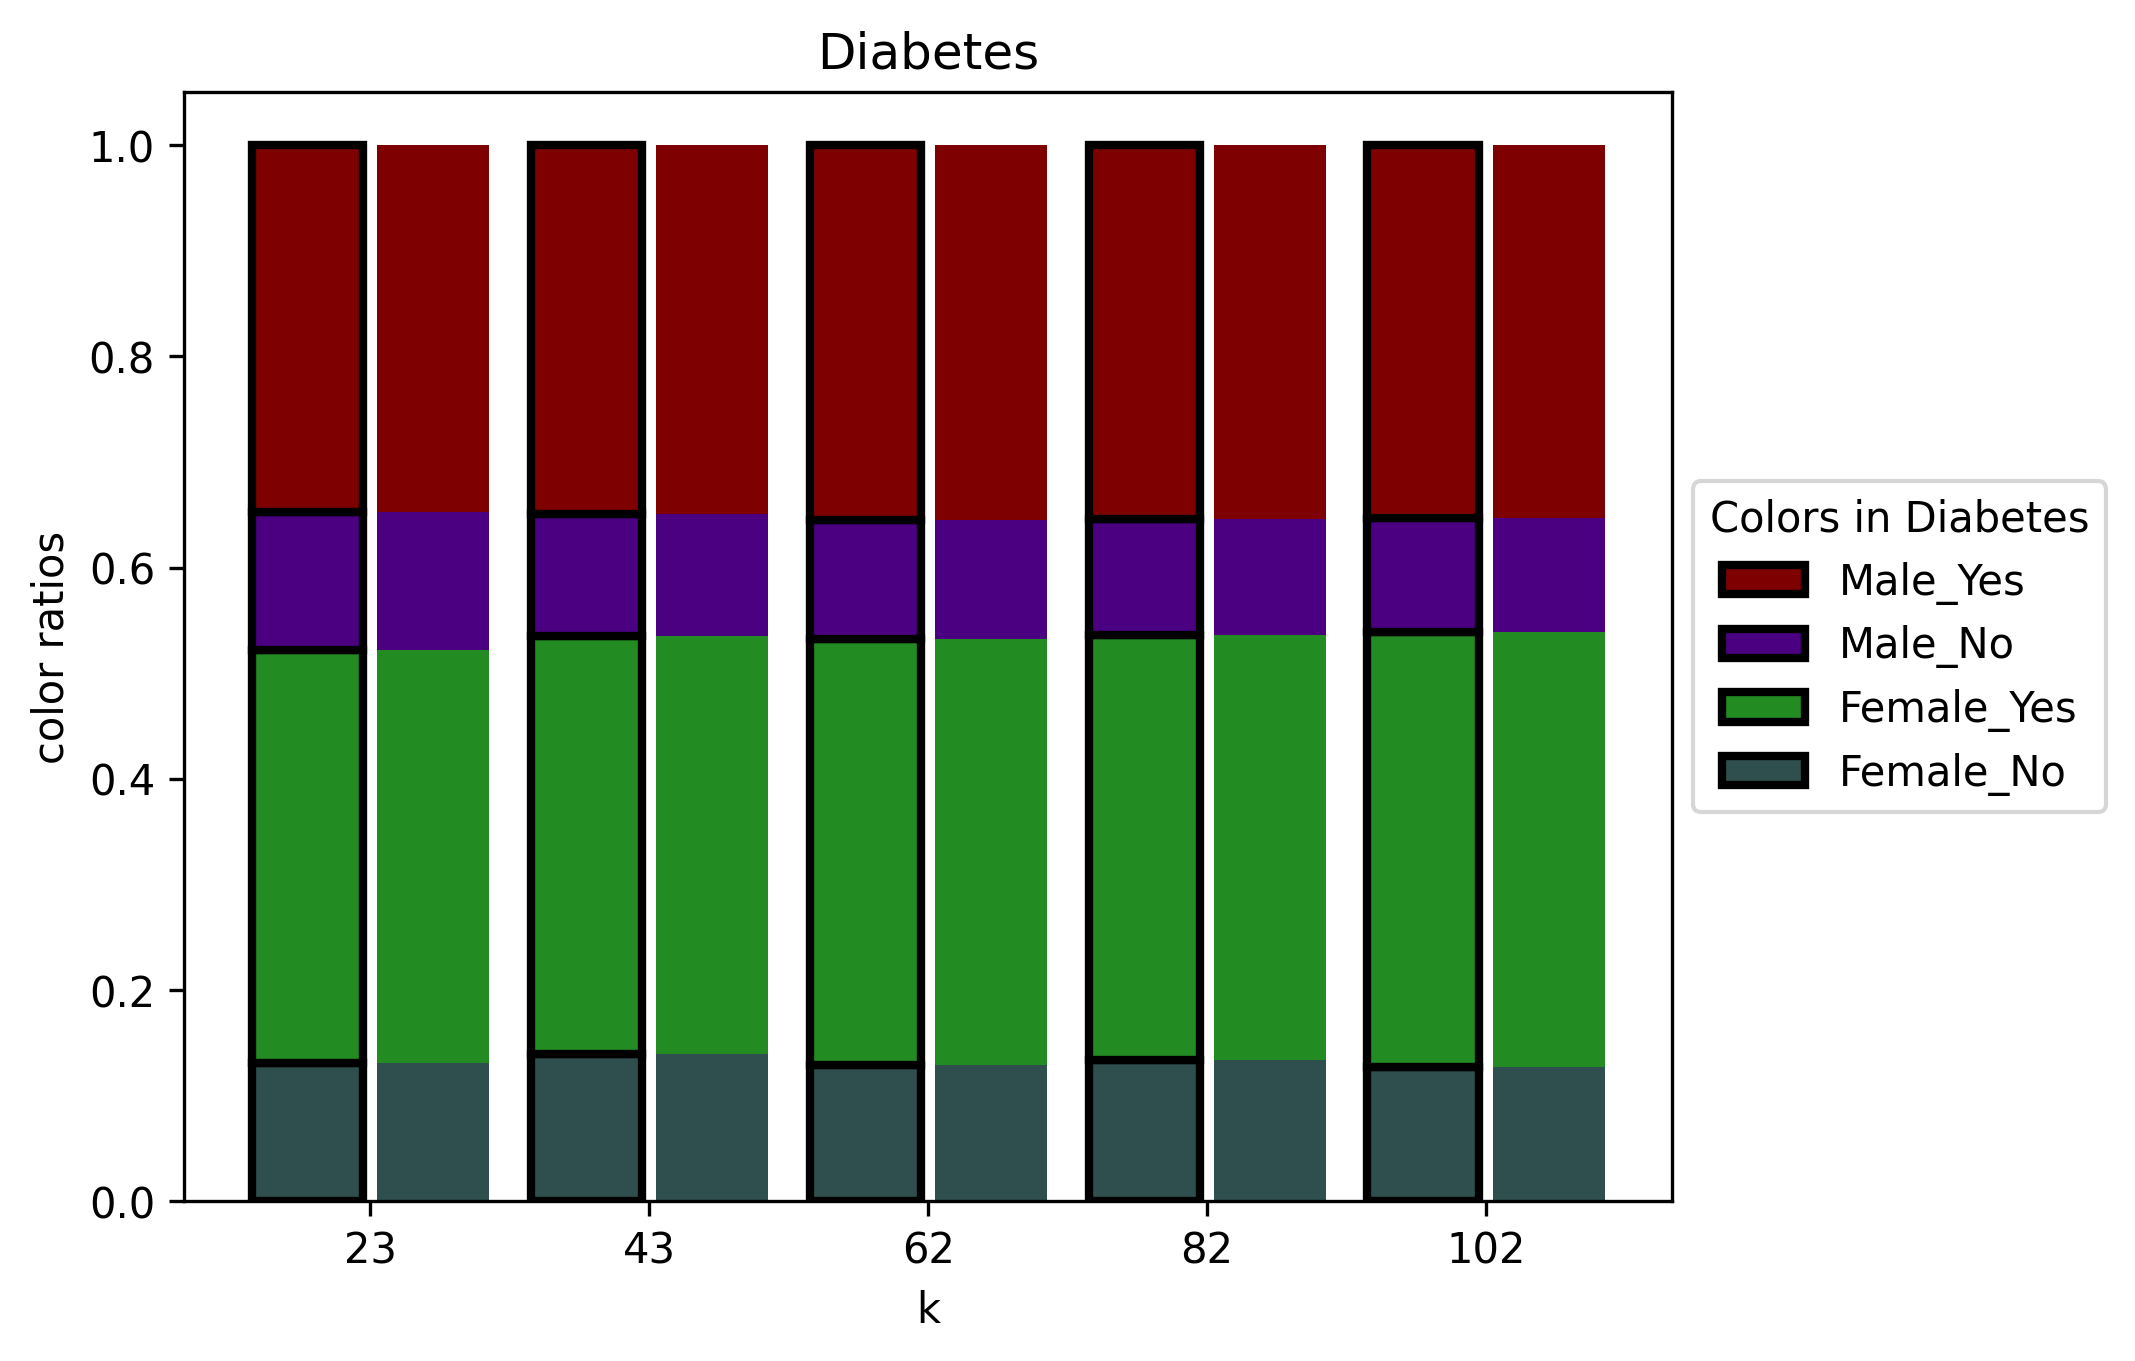 Diabetes
1.0
0.8
0.6
0.4
0.2
0.0
color ratios
23 43 62 82 102
k
Colors in Diabetes
Male_Yes
Male_No
Female_Yes
Female_No